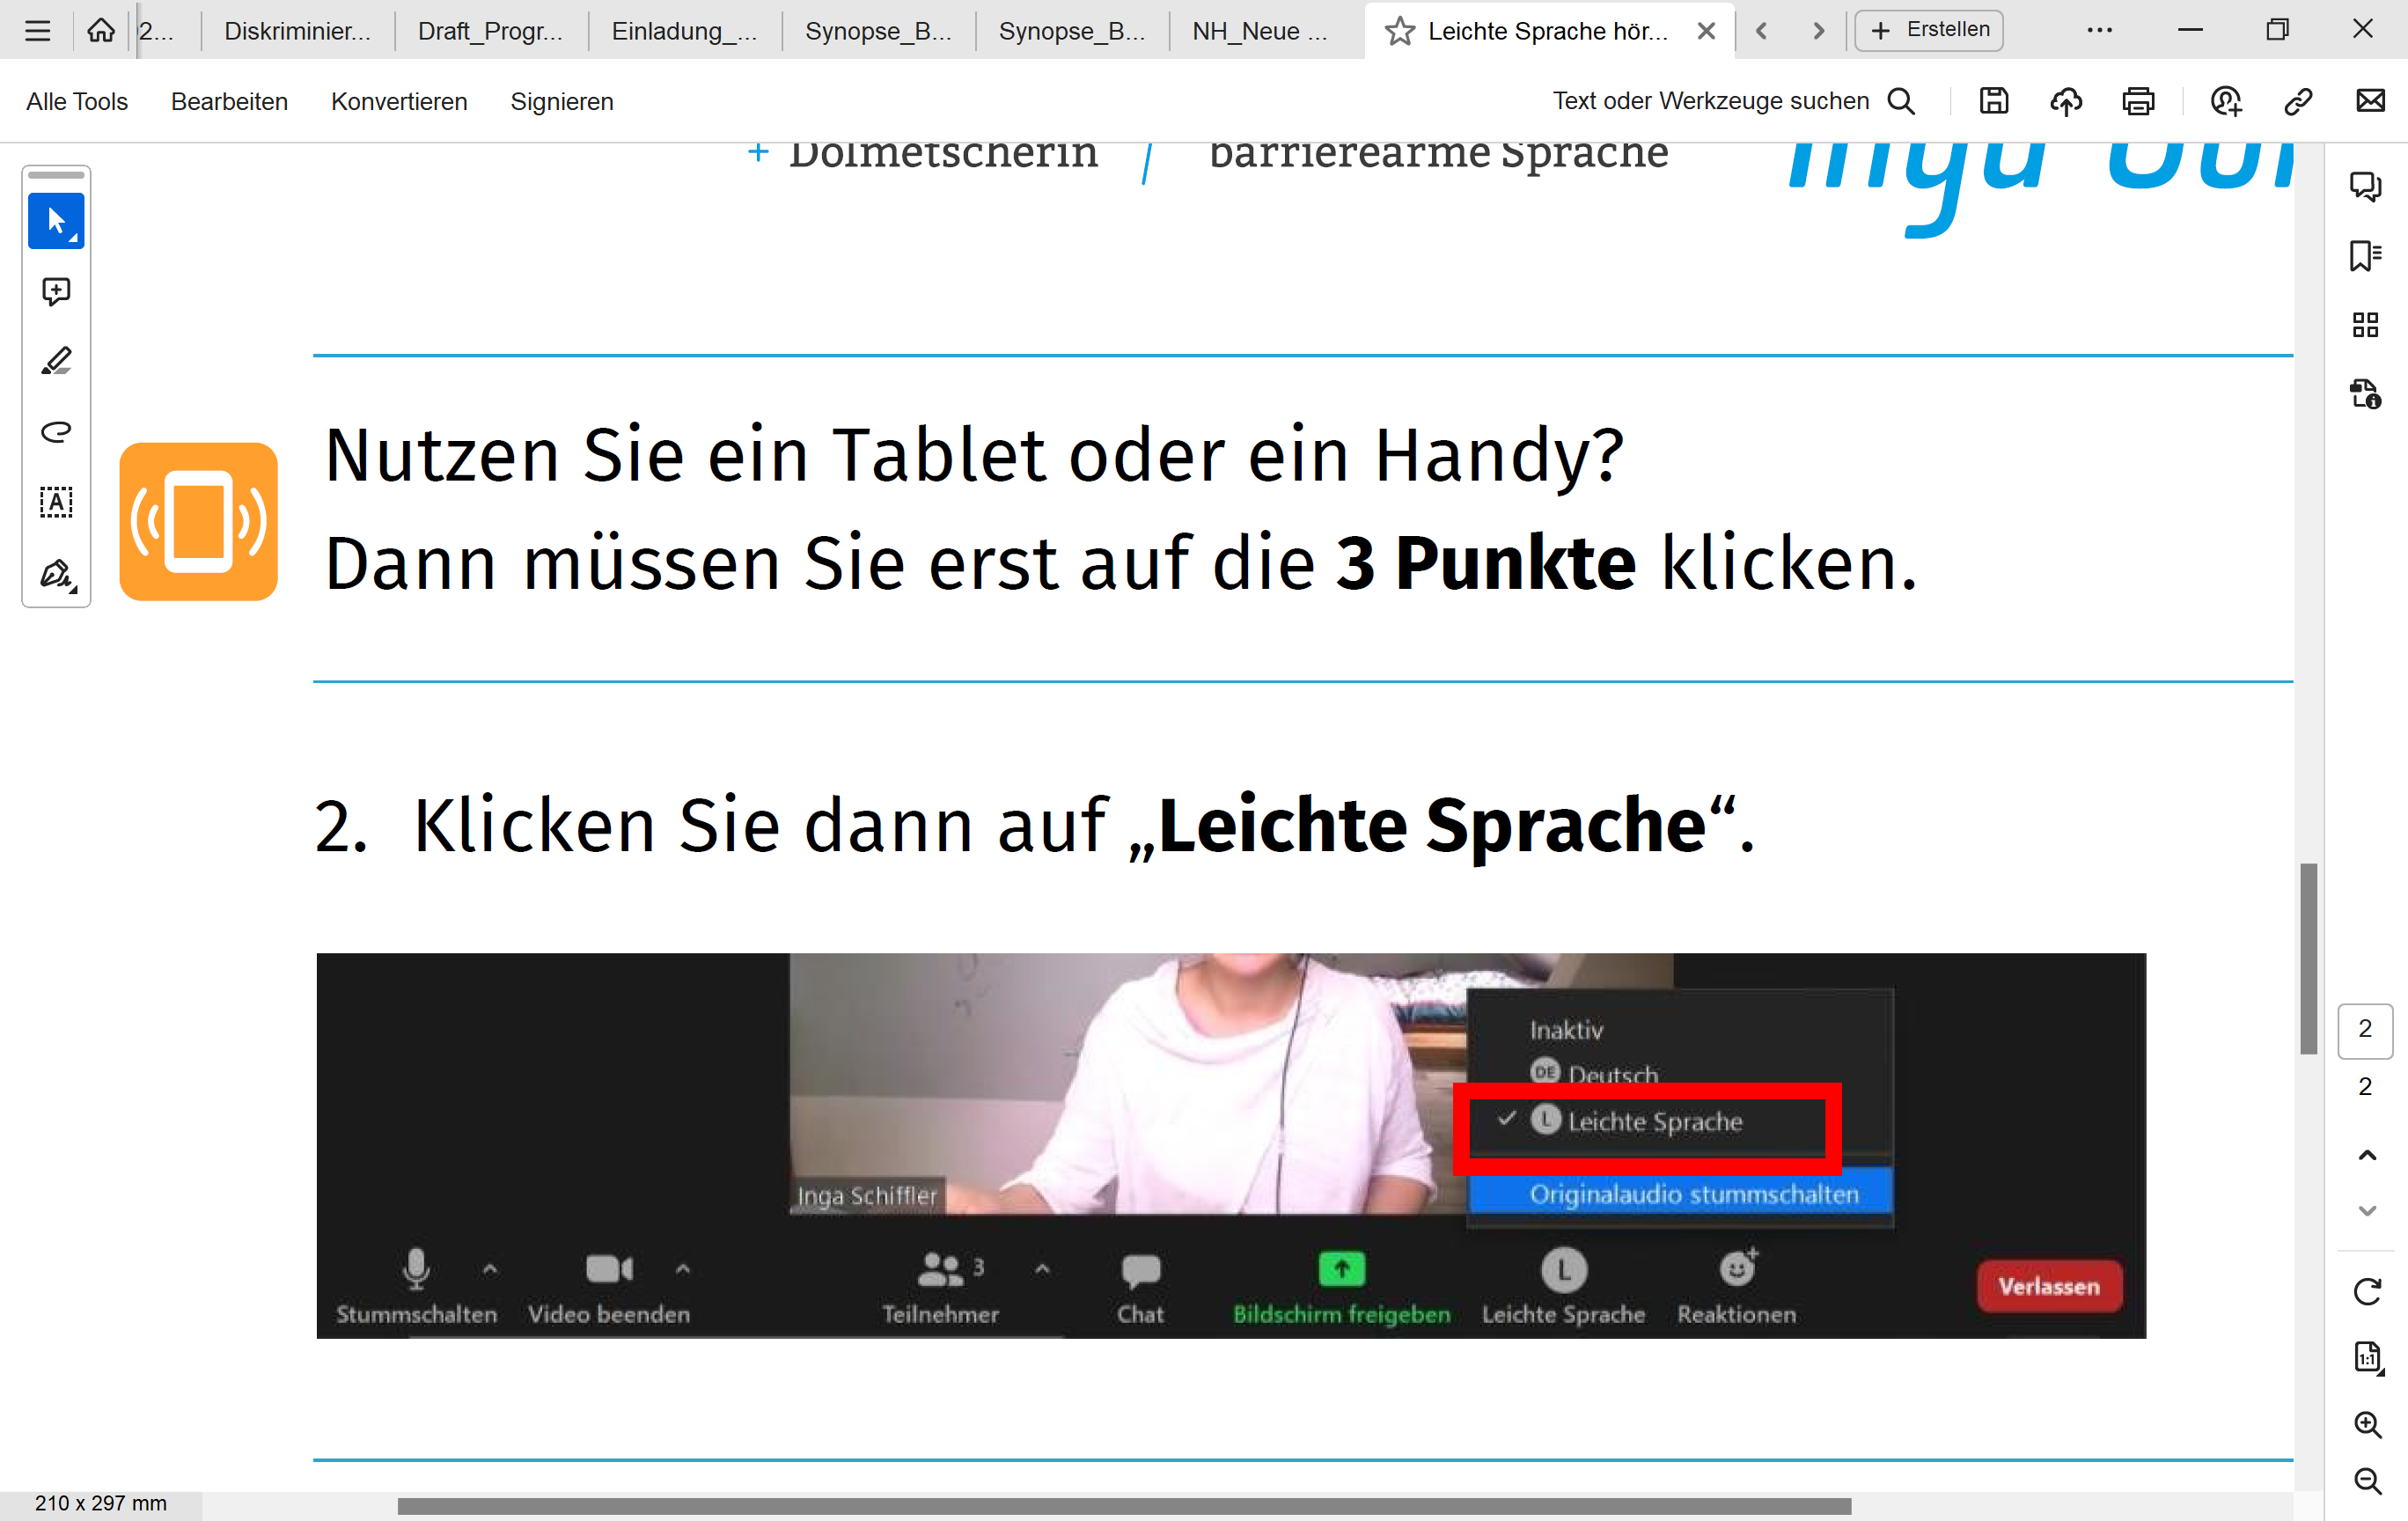 2...
Diskriminier...
Draft_Progr...
Einladung_...
Synopse_B...
Synopse_B...
NH_Neue ...
Leichte Sprache hör...
Erstellen
Alle Tools
Bearbeiten
Konvertieren
Signieren
Text oder Werkzeuge suchen
+ Dolmetscherin / barrierearme Sprache
Inga
Nutzen Sie ein Tablet oder ein Handy?
Dann müssen Sie erst auf die 3 Punkte klicken.
2. Klicken Sie dann auf „Leichte Sprache“.
Inaktiv
DE Deutsch
L Leichte Sprache
Originalaudio stummschalten
Inga Schiffler
3
L
Stummschalten
Video beenden
Teilnehmer
Chat
Bildschirm freigeben
Leichte Sprache
Reaktionen
Verlassen
2
2
1:1
210 x 297 mm